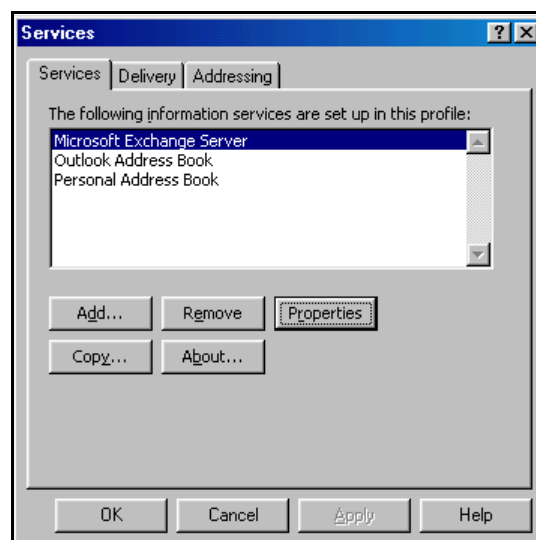 Services
Services Delivery Addressing
The following information services are set up in this profile:
Microsoft Exchange Server
Outlook Address Book
Personal Address Book
Add... Remove Properties
Copy... About...
OK Cancel Apply Help